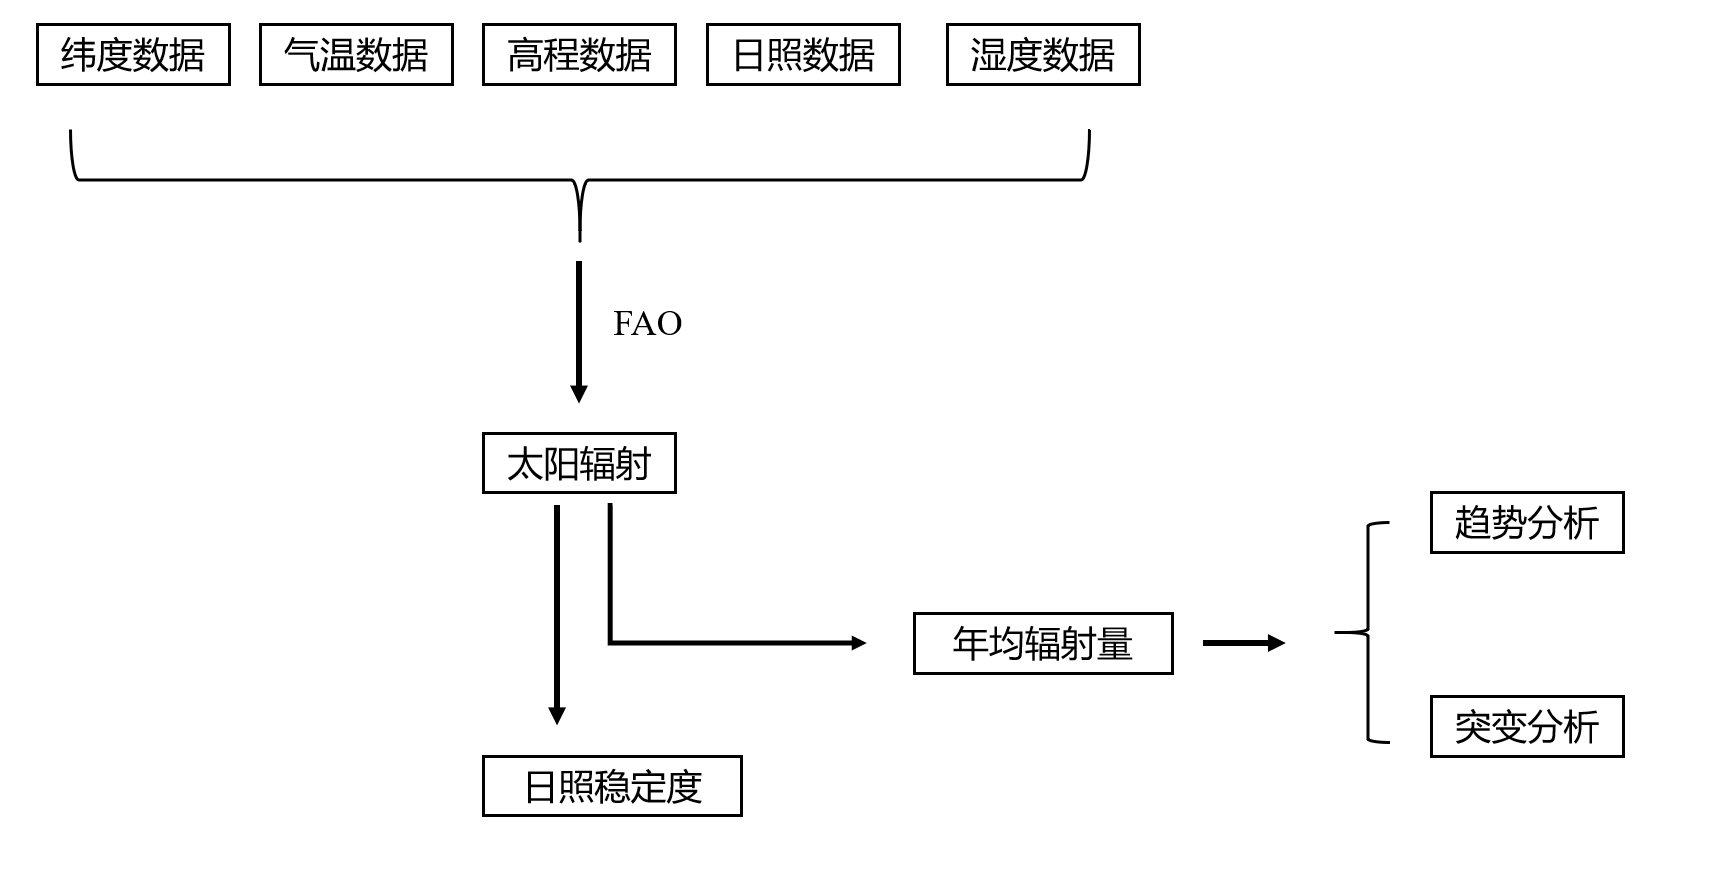 纬度数据
气温数据
高程数据
日照数据
湿度数据
FAO
太阳辐射
年均辐射量
趋势分析
突变分析
日照稳定度